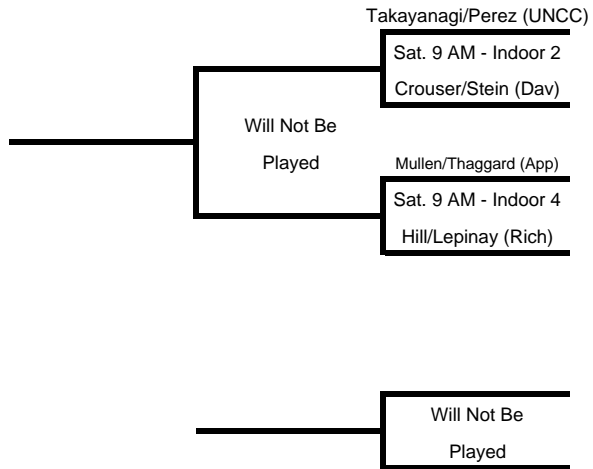 Takayanagi/Perez (UNCC)
Sat. 9 AM - Indoor 2
Crouser/Stein (Dav)
Will Not Be
Played
Mullen/Thaggard (App)
Sat. 9 AM - Indoor 4
Hill/Lepinay (Rich)
Will Not Be
Played